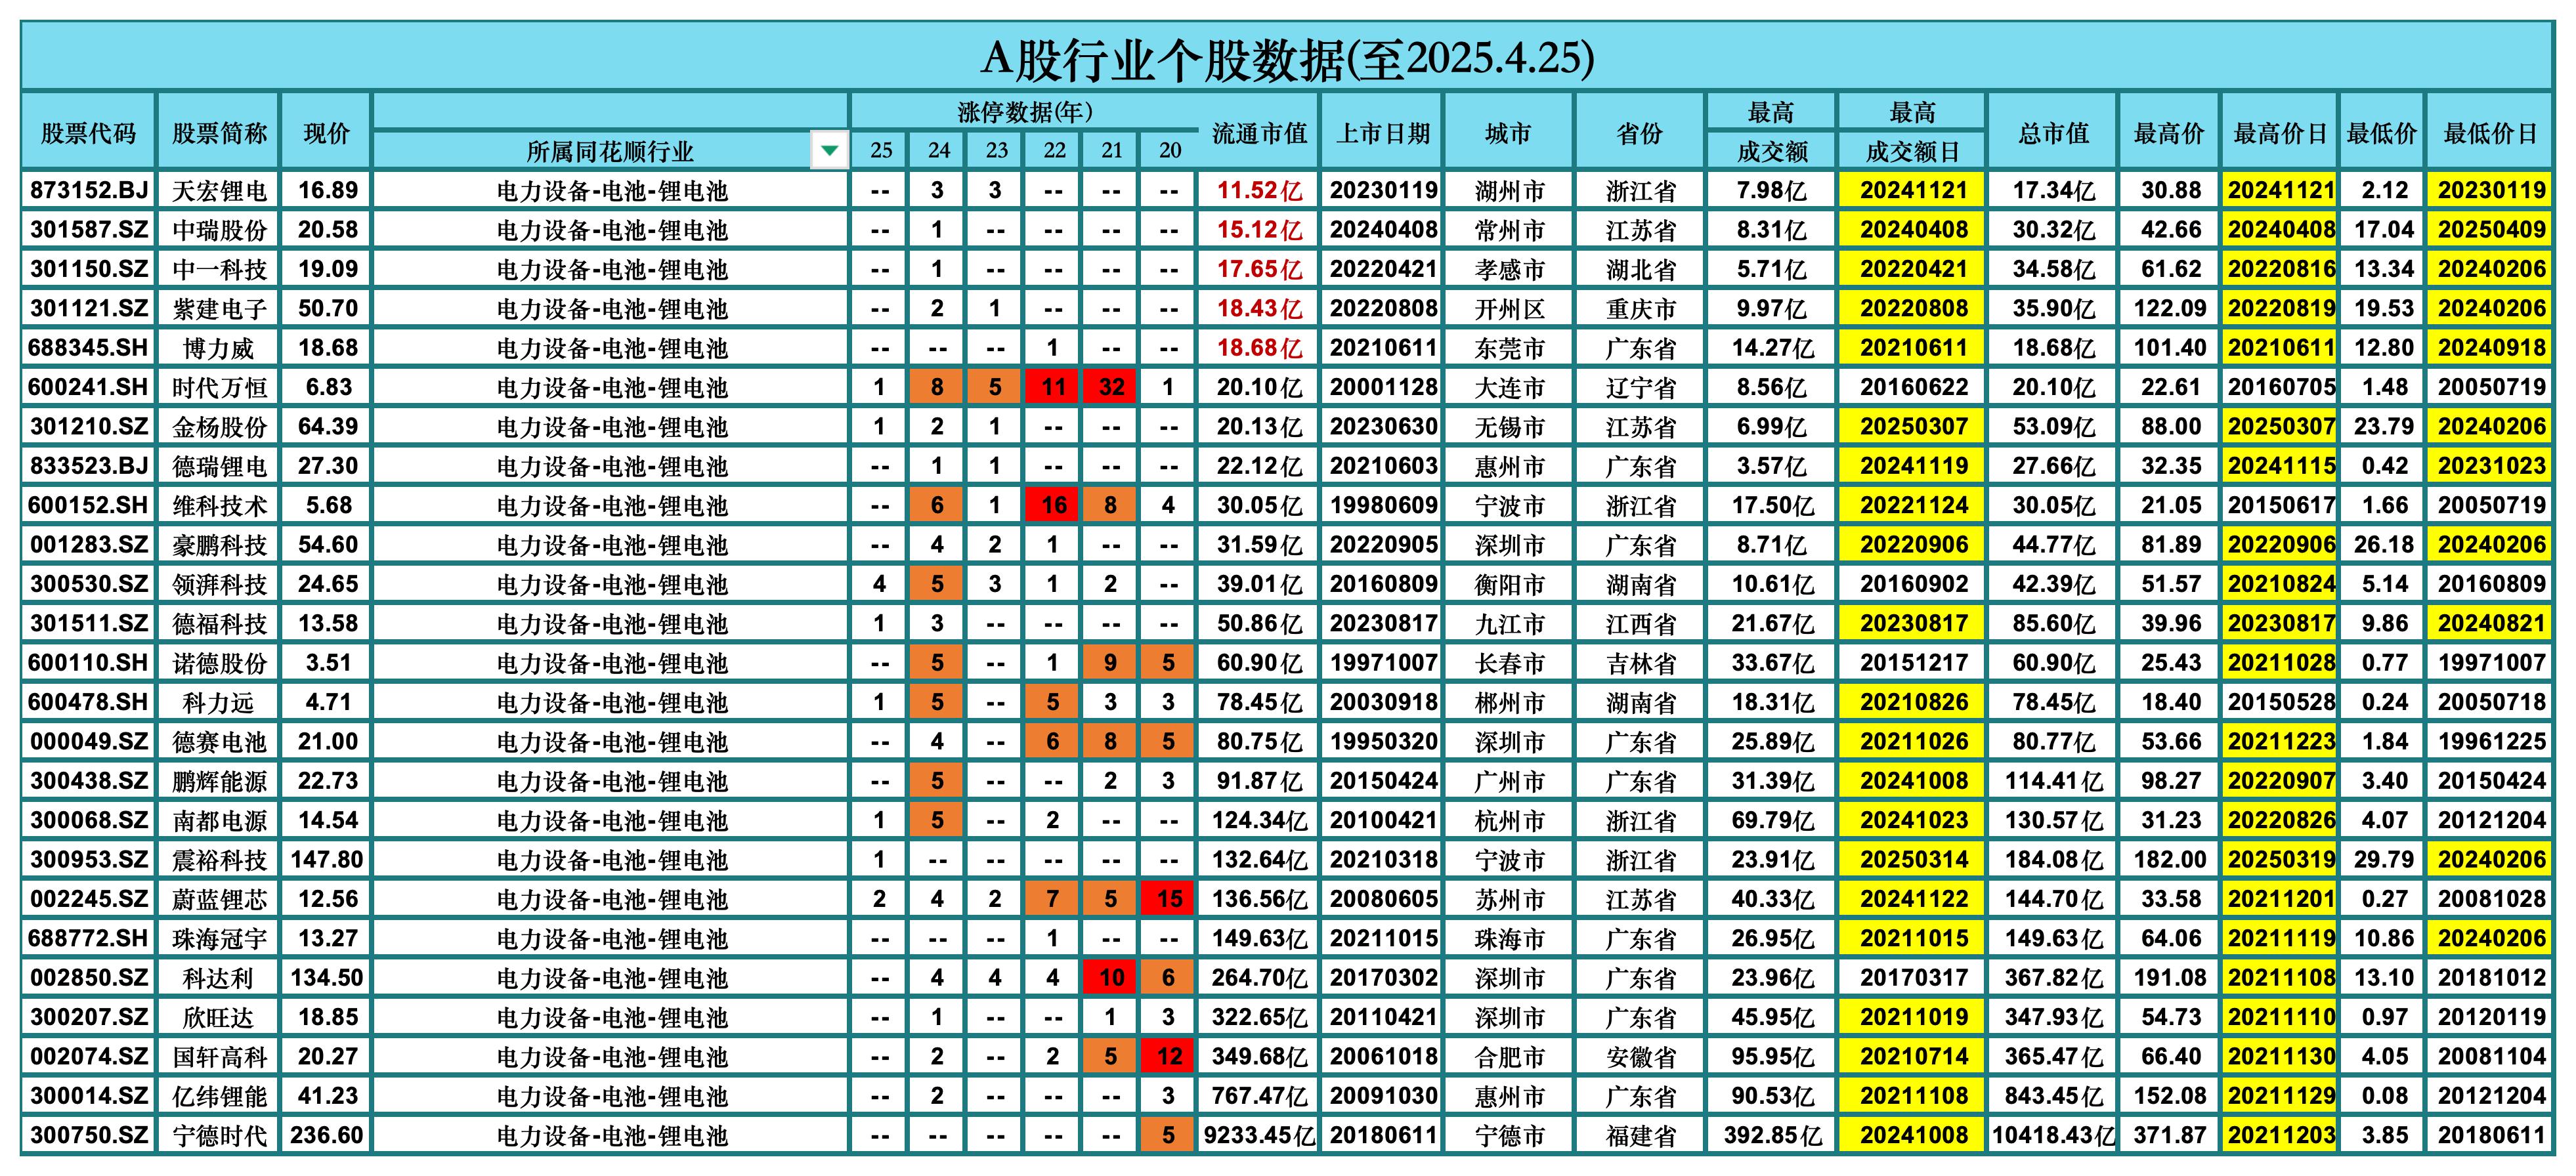 A股行业个股数据(至2025.4.25)
股票代码 股票简称 现价 所属同花顺行业 涨停数据(年) 25 24 23 22 21 20 流通市值 上市日期 城市 省份 最高成交额 最高成交额日 总市值 最高价 最高价日 最低价 最低价日
873152.BJ 天宏锂电 16.89 电力设备-电池-锂电池 -- 3 3 -- -- -- 11.52亿 20230119 湖州市 浙江省 7.98亿 20241121 17.34亿 30.88 20241121 2.12 20230119
301587.SZ 中瑞股份 20.58 电力设备-电池-锂电池 -- 1 -- -- -- -- 15.12亿 20240408 常州市 江苏省 8.31亿 20240408 30.32亿 42.66 20240408 17.04 20250409
301150.SZ 中一科技 19.09 电力设备-电池-锂电池 -- 1 -- -- -- -- 17.65亿 20220421 孝感市 湖北省 5.71亿 20220421 34.58亿 61.62 20220816 13.34 20240206
301121.SZ 紫建电子 50.70 电力设备-电池-锂电池 -- 2 1 -- -- -- 18.43亿 20220808 开州区 重庆市 9.97亿 20220808 35.90亿 122.09 20220819 19.53 20240206
688345.SH 博力威 18.68 电力设备-电池-锂电池 -- -- -- 1 -- -- 18.68亿 20210611 东莞市 广东省 14.27亿 20210611 18.68亿 101.40 20210611 12.80 20240918
600241.SH 时代万恒 6.83 电力设备-电池-锂电池 1 8 5 11 32 1 20.10亿 20001128 大连市 辽宁省 8.56亿 20160622 20.10亿 22.61 20160705 1.48 20050719
301210.SZ 金杨股份 64.39 电力设备-电池-锂电池 1 2 1 -- -- -- 20.13亿 20230630 无锡市 江苏省 6.99亿 20250307 53.09亿 88.00 20250307 23.79 20240206
833523.BJ 德瑞锂电 27.30 电力设备-电池-锂电池 -- 1 1 -- -- -- 22.12亿 20210603 惠州市 广东省 3.57亿 20241119 27.66亿 32.35 20241115 0.42 20231023
600152.SH 维科技术 5.68 电力设备-电池-锂电池 -- 6 1 16 8 4 30.05亿 19980609 宁波市 浙江省 17.50亿 20221124 30.05亿 21.05 20150617 1.66 20050719
001283.SZ 豪鹏科技 54.60 电力设备-电池-锂电池 -- 4 2 1 -- -- 31.59亿 20220905 深圳市 广东省 8.71亿 20220906 44.77亿 81.89 20220906 26.18 20240206
300530.SZ 领湃科技 24.65 电力设备-电池-锂电池 4 5 3 1 2 -- 39.01亿 20160809 衡阳市 湖南省 10.61亿 20160902 42.39亿 51.57 20210824 5.14 20160809
301511.SZ 德福科技 13.58 电力设备-电池-锂电池 1 3 -- -- -- -- 50.86亿 20230817 九江市 江西省 21.67亿 20230817 85.60亿 39.96 20230817 9.86 20240821
600110.SH 诺德股份 3.51 电力设备-电池-锂电池 -- 5 -- 1 9 5 60.90亿 19971007 长春市 吉林省 33.67亿 20151217 60.90亿 25.43 20211028 0.77 19971007
600478.SH 科力远 4.71 电力设备-电池-锂电池 1 5 -- 5 3 3 78.45亿 20030918 郴州市 湖南省 18.31亿 20210826 78.45亿 18.40 20150528 0.24 20050718
000049.SZ 德赛电池 21.00 电力设备-电池-锂电池 -- 4 -- 6 8 5 80.75亿 19950320 深圳市 广东省 25.89亿 20211026 80.77亿 53.66 20211223 1.84 19961225
300438.SZ 鹏辉能源 22.73 电力设备-电池-锂电池 -- 5 -- -- 2 3 91.87亿 20150424 广州市 广东省 31.39亿 20241008 114.41亿 98.27 20220907 3.40 20150424
300068.SZ 南都电源 14.54 电力设备-电池-锂电池 1 5 -- 2 -- -- 124.34亿 20100421 杭州市 浙江省 69.79亿 20241023 130.57亿 31.23 20220826 4.07 20121204
300953.SZ 震裕科技 147.80 电力设备-电池-锂电池 1 -- -- -- -- -- 132.64亿 20210318 宁波市 浙江省 23.91亿 20250314 184.08亿 182.00 20250319 29.79 20240206
002245.SZ 蔚蓝锂芯 12.56 电力设备-电池-锂电池 2 4 2 7 5 15 136.56亿 20080605 苏州市 江苏省 40.33亿 20241122 144.70亿 33.58 20211201 0.27 20081028
688772.SH 珠海冠宇 13.27 电力设备-电池-锂电池 -- -- -- 1 -- -- 149.63亿 20211015 珠海市 广东省 26.95亿 20211015 149.63亿 64.06 20211119 10.86 20240206
002850.SZ 科达利 134.50 电力设备-电池-锂电池 -- 4 4 4 10 6 264.70亿 20170302 深圳市 广东省 23.96亿 20170317 367.82亿 191.08 20211108 13.10 20181012
300207.SZ 欣旺达 18.85 电力设备-电池-锂电池 -- 1 -- -- 1 3 322.65亿 20110421 深圳市 广东省 45.95亿 20211019 347.93亿 54.73 20211110 0.97 20120119
002074.SZ 国轩高科 20.27 电力设备-电池-锂电池 -- 2 -- 2 5 12 349.68亿 20061018 合肥市 安徽省 95.95亿 20210714 365.47亿 66.40 20211130 4.05 20081104
300014.SZ 亿纬锂能 41.23 电力设备-电池-锂电池 -- 2 -- -- -- 3 767.47亿 20091030 惠州市 广东省 90.53亿 20211108 843.45亿 152.08 20211129 0.08 20121204
300750.SZ 宁德时代 236.60 电力设备-电池-锂电池 -- -- -- -- -- 5 9233.45亿 20180611 宁德市 福建省 392.85亿 20241008 10418.43亿 371.87 20211203 3.85 20180611